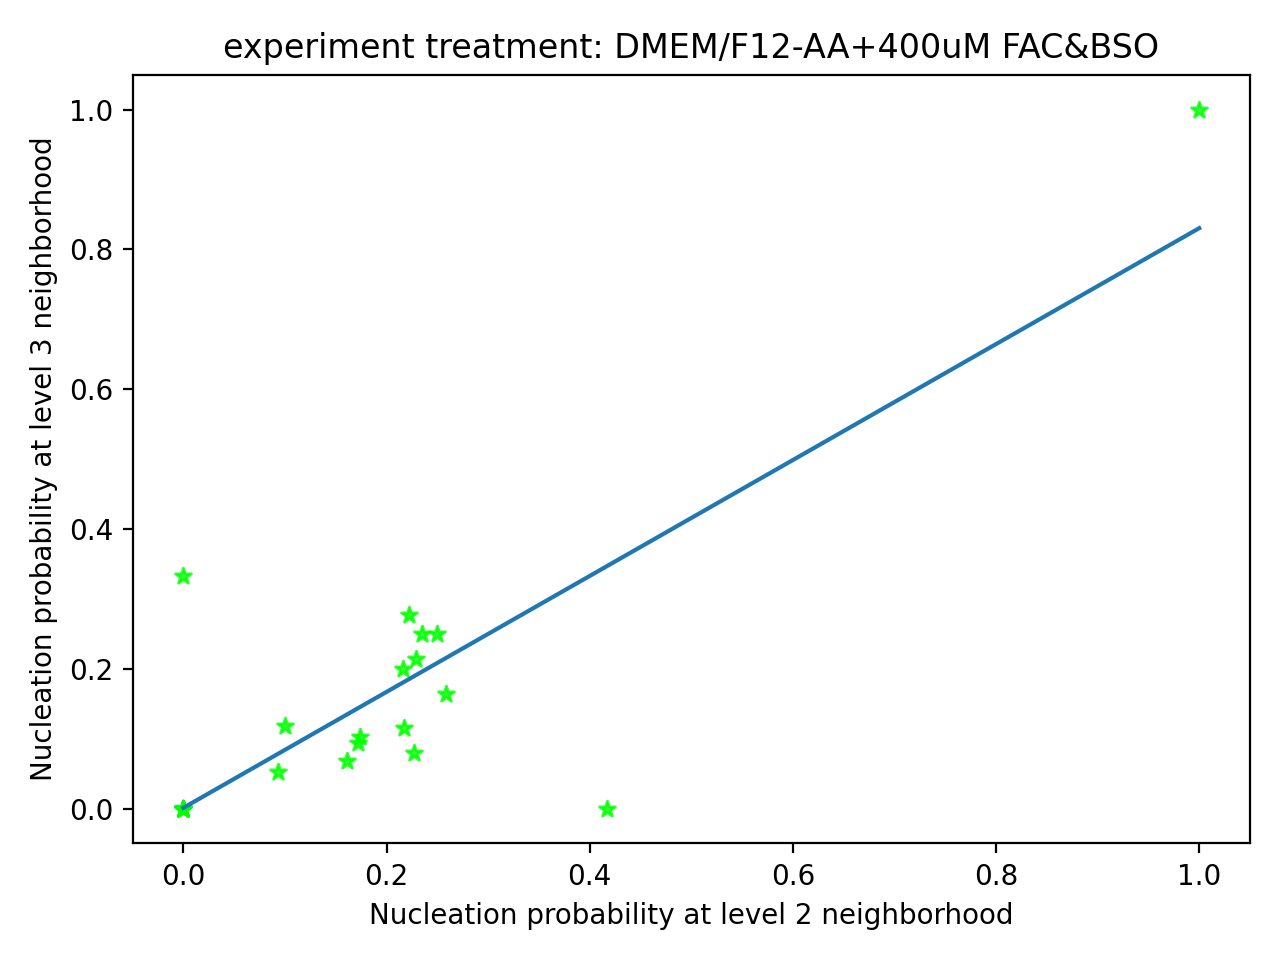 experiment treatment: DMEM/F12-AA+400uM FAC&BSO
Nucleation probability at level 3 neighborhood
1.0
0.8
0.6
0.4
0.2
0.0
0.0 0.2 0.4 0.6 0.8 1.0
Nucleation probability at level 2 neighborhood